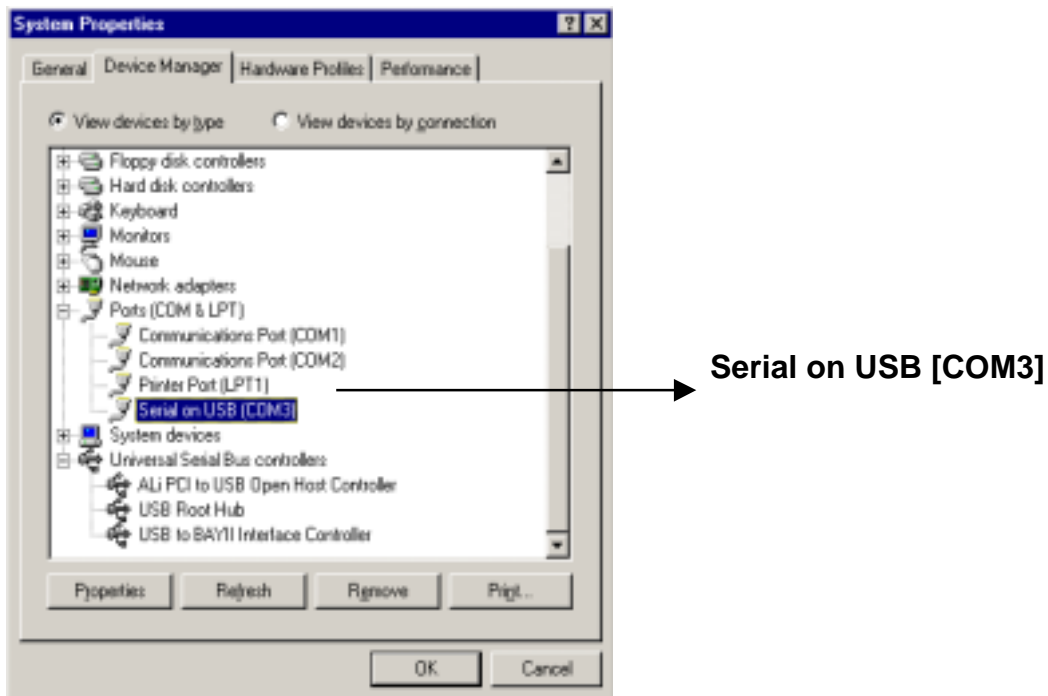 System Properties
General Device Manager Hardware Profiles Performance
View devices by type View devices by connection
Floppy disk controllers
Hard disk controllers
Keyboard
Monitors
Mouse
Network adapters
Ports (COM & LPT)
Communications Port (COM1)
Communications Port (COM2)
Printer Port (LPT1)
Serial on USB (COM3)
Serial on USB [COM3]
System devices
Universal Serial Bus controllers
ALi PCI to USB Open Host Controller
USB Root Hub
USB to Interface Controller
Properties Refresh Remove Print...
OK Cancel